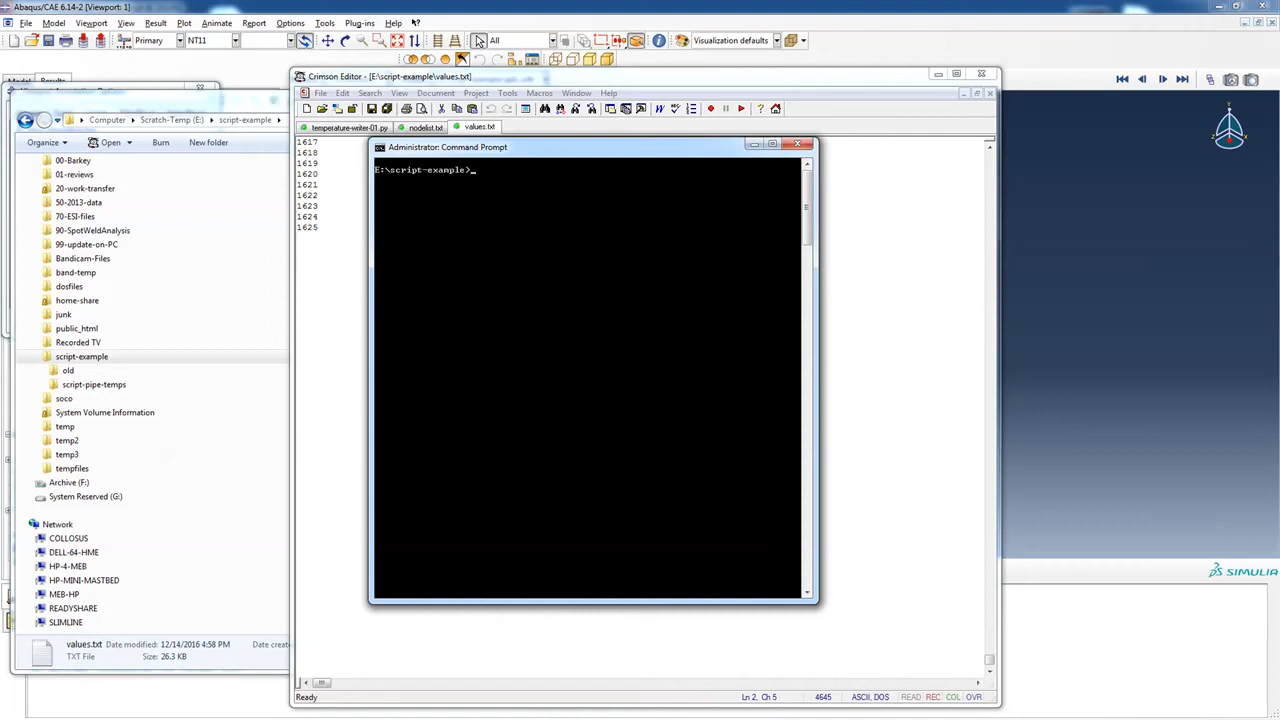 Abaqus/CAE 6.14-2 [Viewport: 1]
File Model Viewport View Result Plot Animate Report Options Tools Plug-ins Help
Primary NT11 All Visualization defaults
Results
Crimson Editor - [E:\script-example\values.txt]
File Edit Search View Document Project Tools Macros Window Help
temperature-writer-01.py nodelist.txt values.txt
Computer Scratch-Temp (E:) script-example
Organize Open Burn New folder
00-Barkey
01-reviews
20-work-transfer
50-2013-data
70-ESI-files
90-SpotWeldAnalysis
99-update-on-PC
Bandicam-Files
band-temp
dosfiles
home-share
junk
public_html
Recorded TV
script-example
old
script-pipe-temps
soco
System Volume Information
temp
temp2
temp3
tempfiles
Archive (F:)
System Reserved (G:)
Network
COLLOSUS
DELL-64-HME
HP-4-MEB
HP-MINI-MASTBED
MEB-HP
READYSHARE
SLIMLINE
values.txt Date modified: 12/14/2016 4:58 PM Date create
TXT File Size: 26.3 KB
1617
1618
1619
1620
1621
1622
1623
1624
1625
Administrator: Command Prompt
E:\script-example>_
Ready Ln 2, Ch 5 4645 ASCII, DOS READ REC COL OVR
Y
SIMULIA